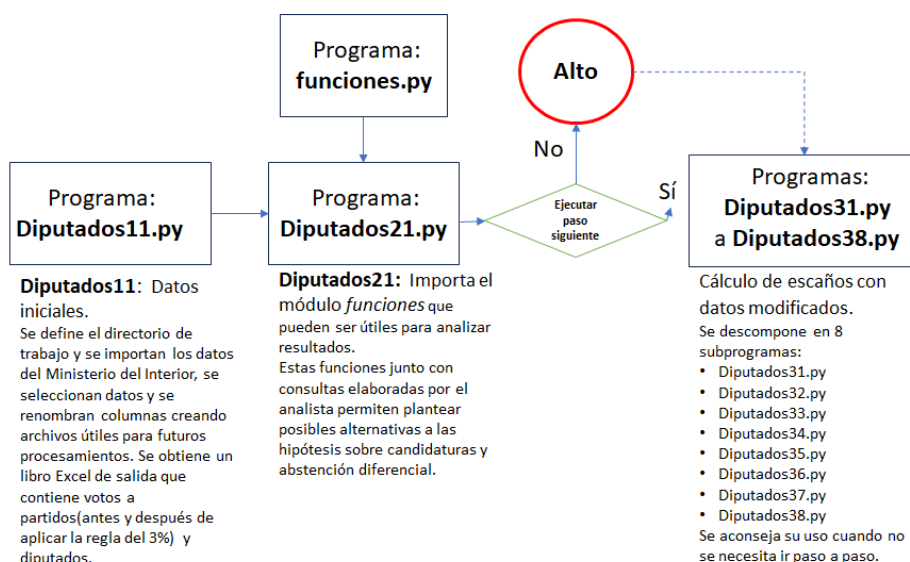 Programa:
funciones.py
Alto
No
Programa:
Diputados11.py
Programa:
Diputados21.py
Ejecutar
paso
siguiente
Sí
Programas:
Diputados31.py
a Diputados38.py
Diputados11: Datos
iniciales.
Se define el directorio de
trabajo y se importan los datos
del Ministerio del Interior, se
seleccionan datos y se
renombran columnas creando
archivos útiles para futuros
procesamientos. Se obtiene un
libro Excel de salida que
contiene votos a
partidos(antes y después de
aplicar la regla del 3%) y
diputados.
Diputados21: Importa el
módulo funciones que
pueden ser útiles para analizar
resultados.
Estas funciones junto con
consultas elaboradas por el
analista permiten plantear
posibles alternativas a las
hipótesis sobre candidaturas y
abstención diferencial.
Cálculo de escaños con
datos modificados.
Se descompone en 8
subprogramas:
• Diputados31.py
• Diputados32.py
• Diputados33.py
• Diputados34.py
• Diputados35.py
• Diputados36.py
• Diputados37.py
• Diputados38.py
Se aconseja su uso cuando no
se necesita ir paso a paso.